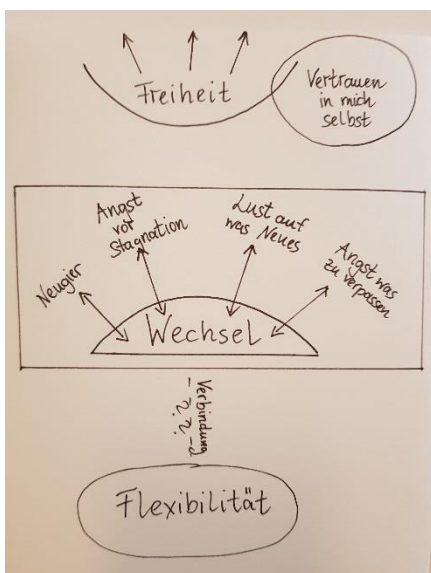 Freiheit
Vertrauen
in mich
selbst
Neugier
Angst
vor
Stagnation
Lust auf
was Neues
Angst was
zu verpassen
Wechsel
Verbindung
Flexibilität